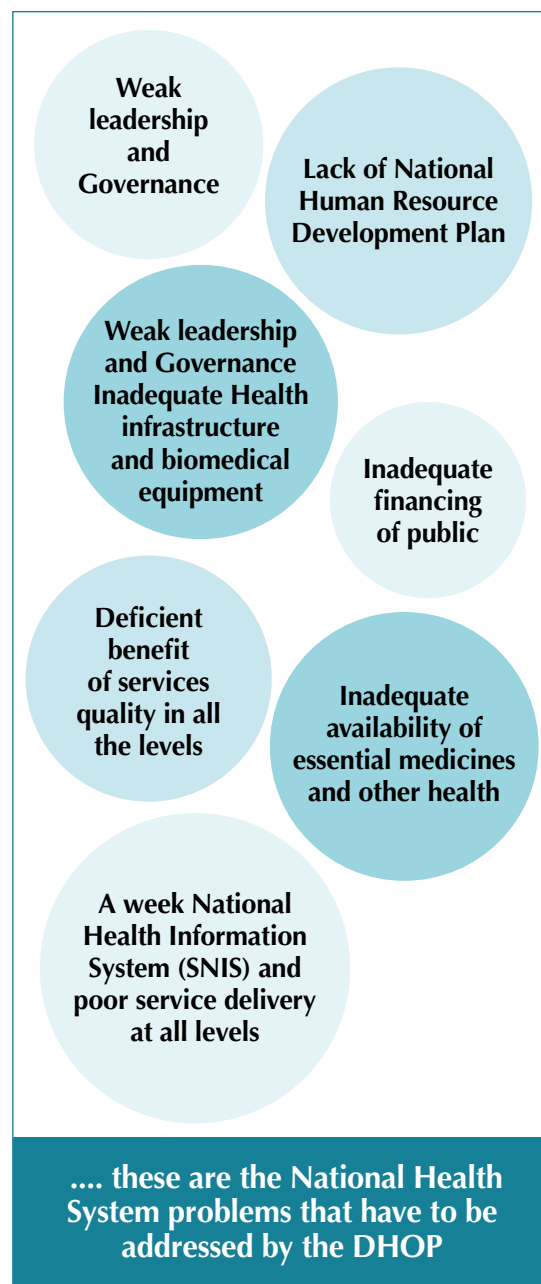 Weak
leadership
and
Governance
Lack of National
Human Resource
Development Plan
Weak leadership
and Governance
Inadequate Health
infrastructure
and biomedical
equipment
Inadequate
financing
of public
Deficient
benefit
of services
quality in all
the levels
Inadequate
availability of
essential medicines
and other health
A week National
Health Information
System (SNIS) and
poor service delivery
at all levels
.... these are the National Health
System problems that have to be
addressed by the DHOP